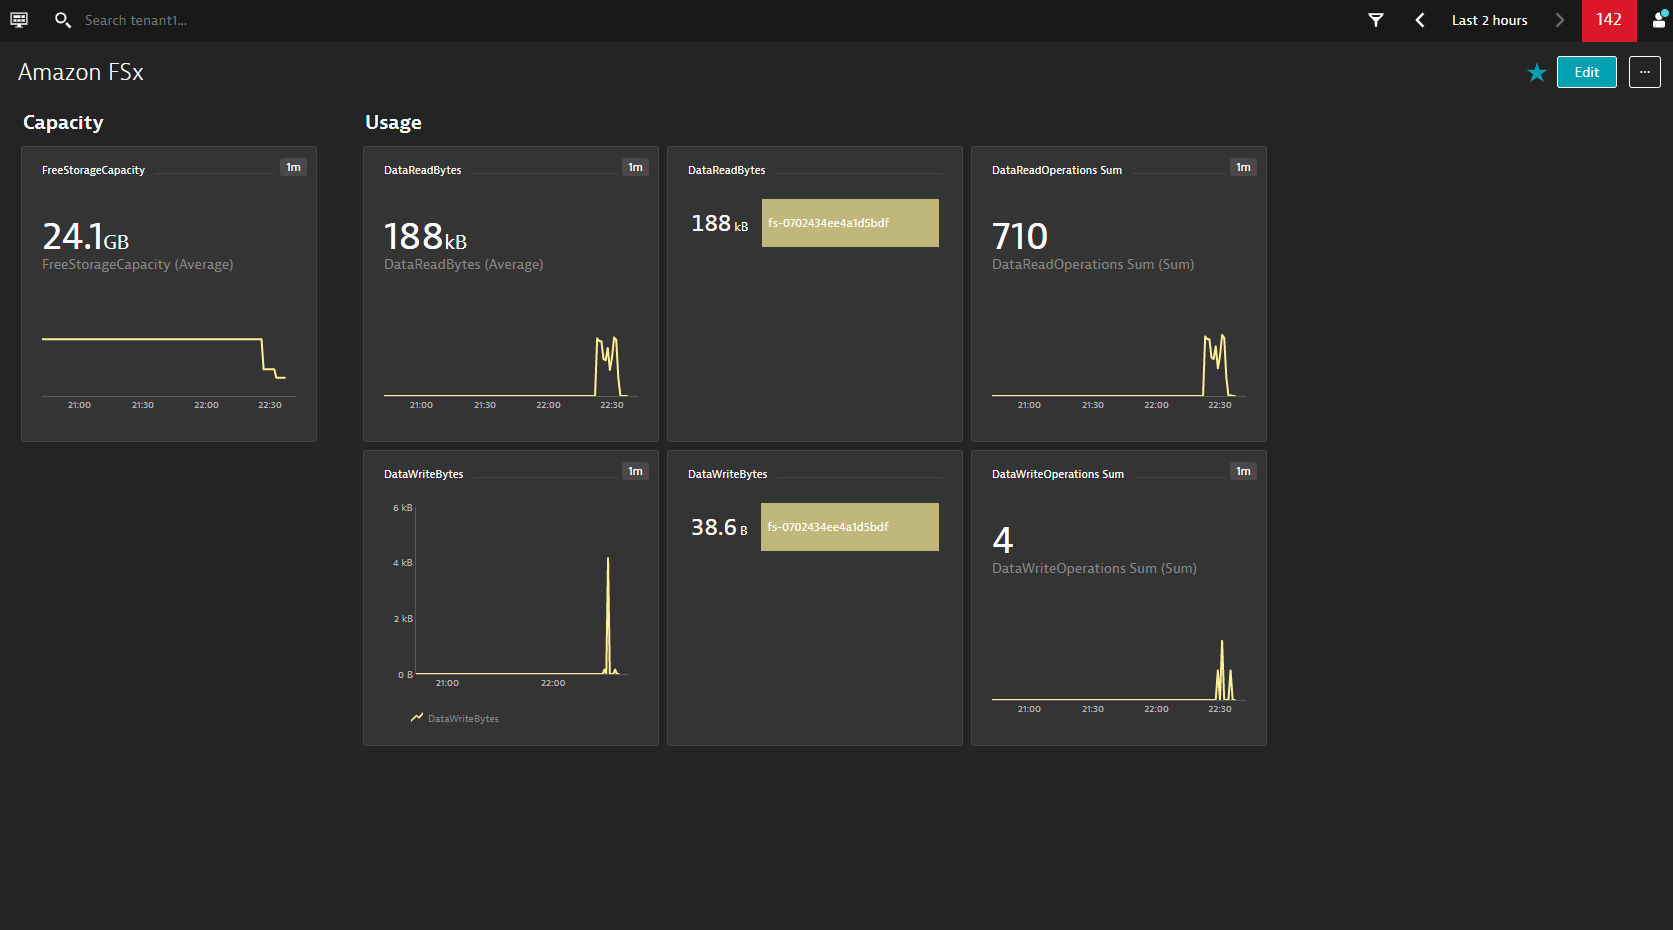 Search tenant1...
Last 2 hours
142
Amazon FSx
Edit
...
Capacity
Usage
FreeStorageCapacity
1m
24.1GB
FreeStorageCapacity (Average)
21:00 21:30 22:00 22:30
DataReadBytes
1m
188kB
DataReadBytes (Average)
21:00 21:30 22:00 22:30
DataReadBytes
188 kB
fs-0702434ee4a1d5bdf
DataReadOperations Sum
1m
710
DataReadOperations Sum (Sum)
21:00 21:30 22:00 22:30
DataWriteBytes
1m
6 kB
4 kB
2 kB
0 B
21:00 22:00
DataWriteBytes
DataWriteBytes
38.6 B
fs-0702434ee4a1d5bdf
DataWriteOperations Sum
1m
4
DataWriteOperations Sum (Sum)
21:00 21:30 22:00 22:30